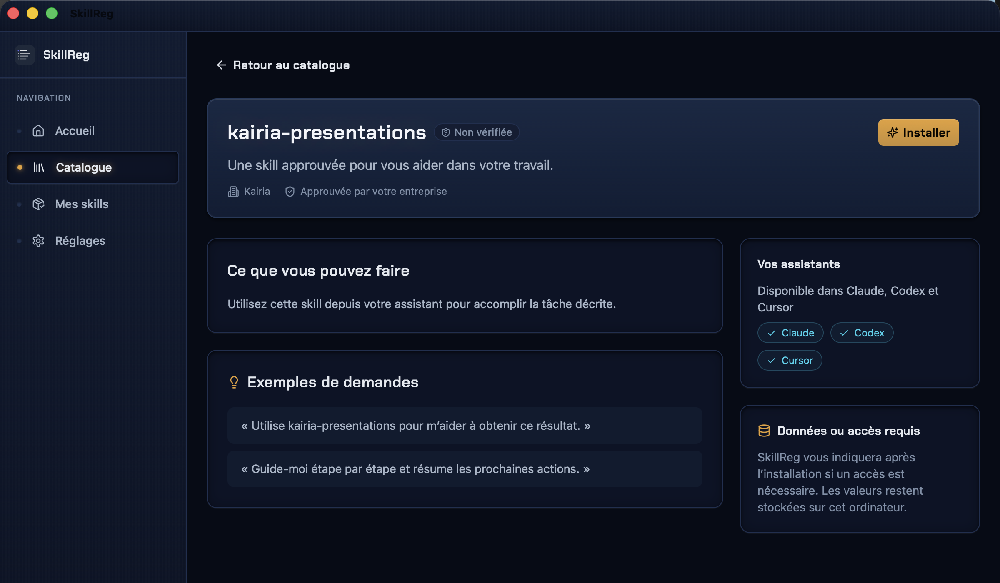 SkillReg
SkillReg
NAVIGATION
Accueil
Catalogue
Mes skills
Réglages
Retour au catalogue
kairia-presentations
Non vérifiée
Installer
Une skill approuvée pour vous aider dans votre travail.
Kairia
Approuvée par votre entreprise
Ce que vous pouvez faire
Utilisez cette skill depuis votre assistant pour accomplir la tâche décrite.
Exemples de demandes
« Utilise kairia-presentations pour m’aider à obtenir ce résultat. »
« Guide-moi étape par étape et résume les prochaines actions. »
Vos assistants
Disponible dans Claude, Codex et
Cursor
Claude
Codex
Cursor
Données ou accès requis
SkillReg vous indiquera après
l’installation si un accès est
nécessaire. Les valeurs restent
stockées sur cet ordinateur.